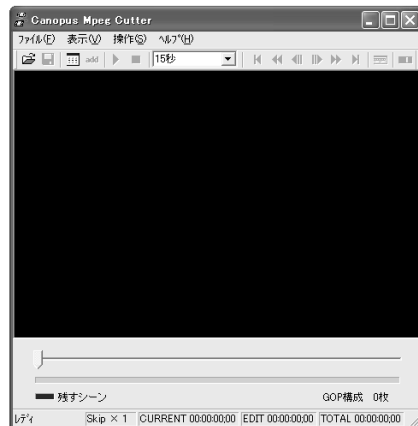 Canopus Mpeg Cutter
ファイル(F) 表示(V) 操作(S) ヘルプ(H)
add 15秒
残すシーン GOP構成 0枚
レディ Skip × 1 CURRENT 00:00:00;00 EDIT 00:00:00;00 TOTAL 00:00:00;00